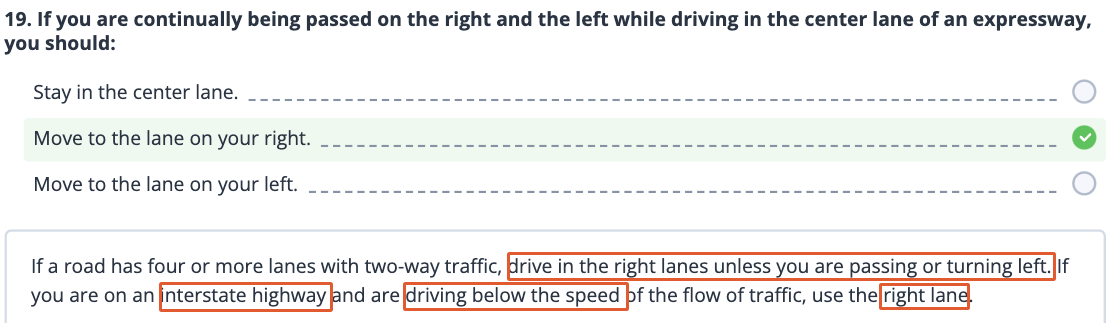 19. If you are continually being passed on the right and the left while driving in the center lane of an expressway,
you should:
Stay in the center lane.
Move to the lane on your right.
Move to the lane on your left.
If a road has four or more lanes with two-way traffic, drive in the right lanes unless you are passing or turning left. If
you are on an interstate highway and are driving below the speed of the flow of traffic, use the right lane.